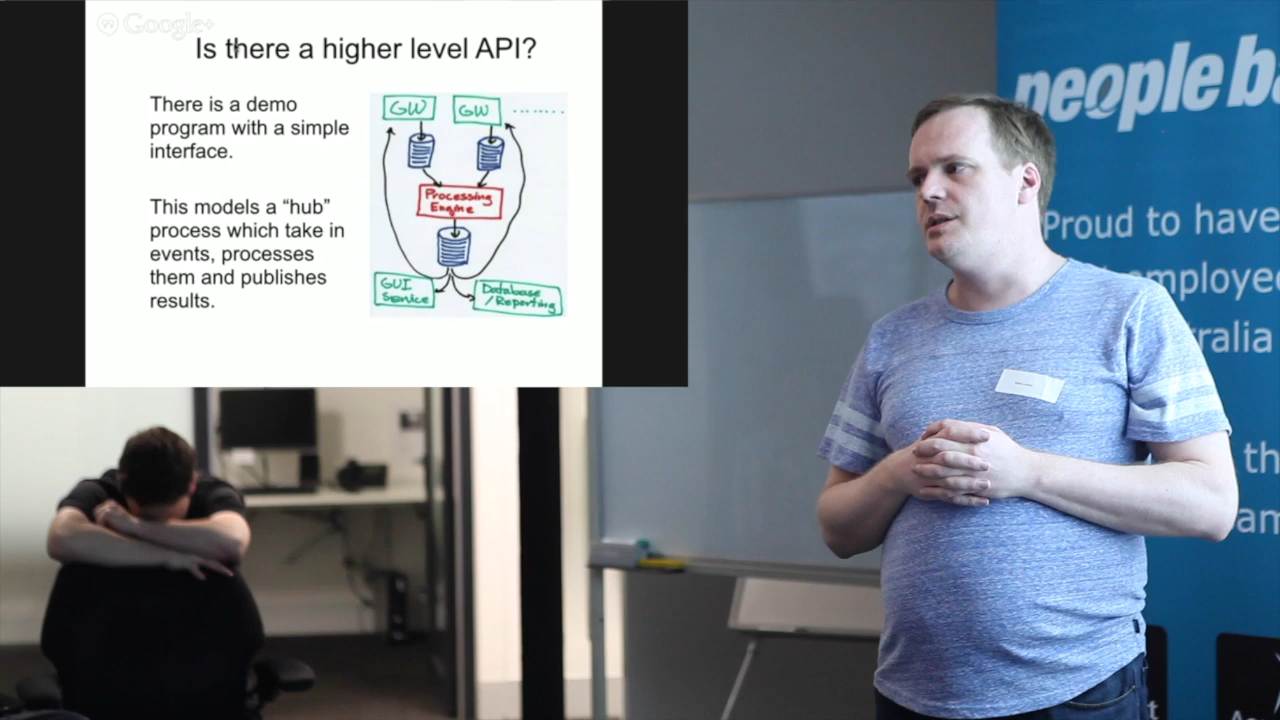 Google+
Is there a higher level API?
There is a demo
program with a simple
interface.
This models a “hub”
process which take in
events, processes
them and publishes
results.
GW
GW
........
Processing
Engine
GUI
Service
Database
/Reporting
people ba
Proud to have
employe
ralia
th
am